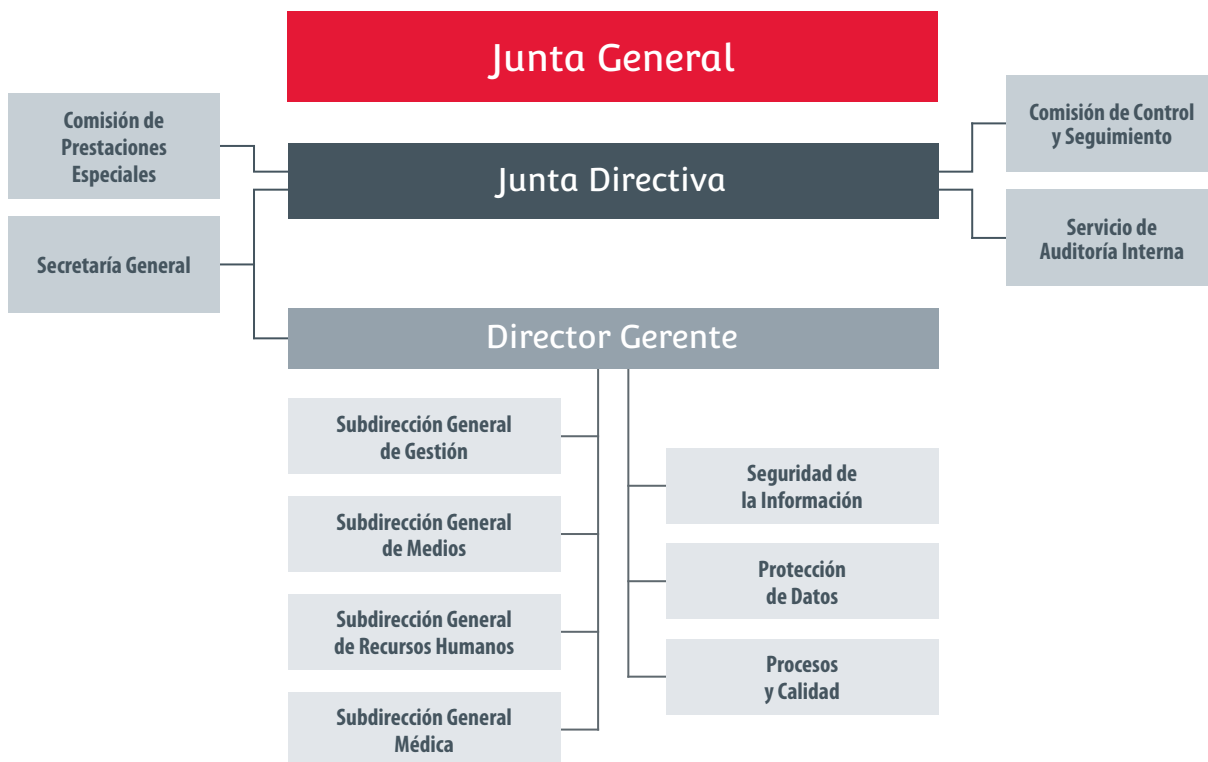 Junta General
Comisión de
Prestaciones
Especiales
Comisión de Control
y Seguimiento
Junta Directiva
Secretaría General
Servicio de
Auditoría Interna
Director Gerente
Subdirección General
de Gestión
Subdirección General
de Medios
Subdirección General
de Recursos Humanos
Subdirección General
Médica
Seguridad de
la Información
Protección
de Datos
Procesos
y Calidad